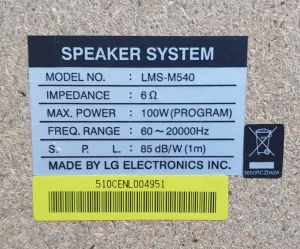 SPEAKER SYSTEM
MODEL NO. : LMS-M540
IMPEDANCE : 6Ω
MAX. POWER : 100W(PROGRAM)
FREQ. RANGE : 60～20000Hz
S. P. L. : 85 dB/W (1m)
MADE BY LG ELECTRONICS INC.
3850RCZ042A
510CENL004951